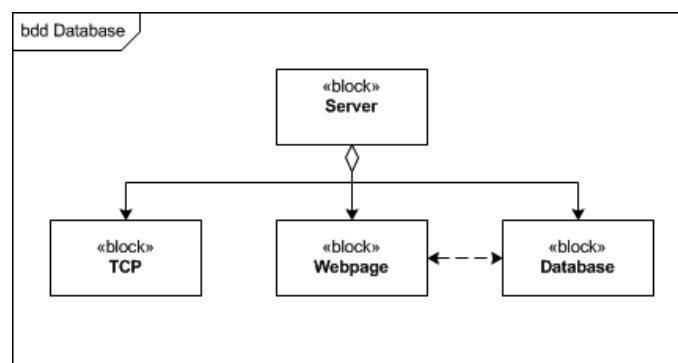 bdd Database
«block»
Server
«block»
TCP
«block»
Webpage
«block»
Database